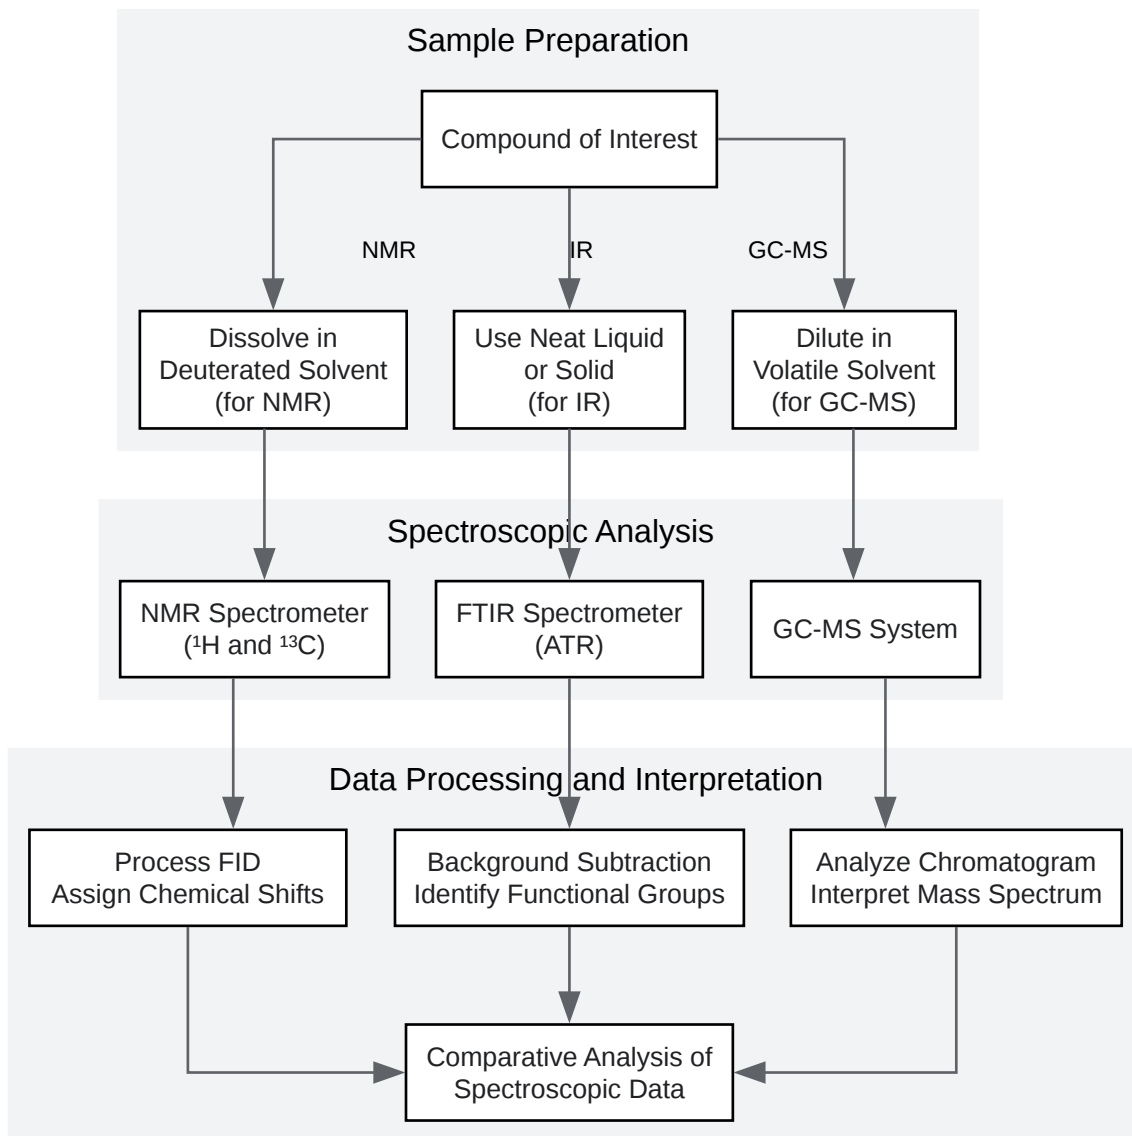 Sample Preparation
Compound of Interest
NMR
IR
GC-MS
Dissolve in
Deuterated Solvent
(for NMR)
Use Neat Liquid
or Solid
(for IR)
Dilute in
Volatile Solvent
(for GC-MS)
Spectroscopic Analysis
NMR Spectrometer
(¹H and ¹³C)
FTIR Spectrometer
(ATR)
GC-MS System
Data Processing and Interpretation
Process FID
Assign Chemical Shifts
Background Subtraction
Identify Functional Groups
Analyze Chromatogram
Interpret Mass Spectrum
Comparative Analysis of
Spectroscopic Data